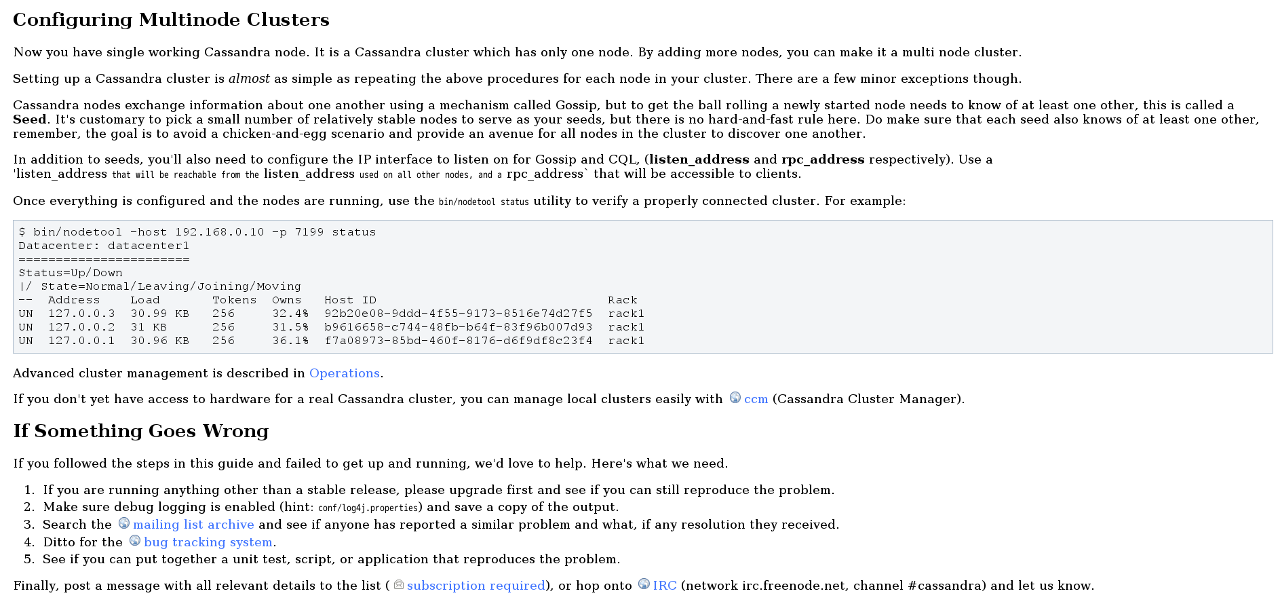 Configuring Multinode Clusters
Now you have single working Cassandra node. It is a Cassandra cluster which has only one node. By adding more nodes, you can make it a multi node cluster.
Setting up a Cassandra cluster is almost as simple as repeating the above procedures for each node in your cluster. There are a few minor exceptions though.
Cassandra nodes exchange information about one another using a mechanism called Gossip, but to get the ball rolling a newly started node needs to know of at least one other, this is called a
Seed. It's customary to pick a small number of relatively stable nodes to serve as your seeds, but there is no hard-and-fast rule here. Do make sure that each seed also knows of at least one other,
remember, the goal is to avoid a chicken-and-egg scenario and provide an avenue for all nodes in the cluster to discover one another.
In addition to seeds, you'll also need to configure the IP interface to listen on for Gossip and CQL, (listen_address and rpc_address respectively). Use a
'listen_address that will be reachable from the listen_address used on all other nodes, and a rpc_address` that will be accessible to clients.
Once everything is configured and the nodes are running, use the bin/nodetool status utility to verify a properly connected cluster. For example:
$ bin/nodetool -host 192.168.0.10 -p 7199 status
Datacenter: datacenter1
=======================
Status=Up/Down
|/ State=Normal/Leaving/Joining/Moving
--  Address    Load       Tokens  Owns   Host ID                               Rack
UN  127.0.0.3  30.99 KB   256     32.4%  92b20e08-9ddd-4f55-9173-8516e74d27f5  rack1
UN  127.0.0.2  31 KB      256     31.5%  b9616658-c744-48fb-b64f-83f96b007d93  rack1
UN  127.0.0.1  30.96 KB   256     36.1%  f7a08973-85bd-460f-8176-d6f9df8c23f4  rack1
Advanced cluster management is described in Operations.
If you don't yet have access to hardware for a real Cassandra cluster, you can manage local clusters easily with ccm (Cassandra Cluster Manager).
If Something Goes Wrong
If you followed the steps in this guide and failed to get up and running, we'd love to help. Here's what we need.
1. If you are running anything other than a stable release, please upgrade first and see if you can still reproduce the problem.
2. Make sure debug logging is enabled (hint: conf/log4j.properties) and save a copy of the output.
3. Search the mailing list archive and see if anyone has reported a similar problem and what, if any resolution they received.
4. Ditto for the bug tracking system.
5. See if you can put together a unit test, script, or application that reproduces the problem.
Finally, post a message with all relevant details to the list (subscription required), or hop onto IRC (network irc.freenode.net, channel #cassandra) and let us know.